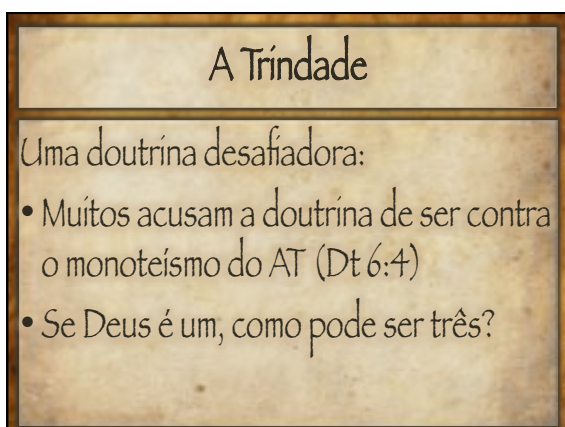 A Trindade
Uma doutrina desafiadora:
• Muitos acusam a doutrina de ser contra
o monoteísmo do AT (Dt 6:4)
• Se Deus é um, como pode ser três?